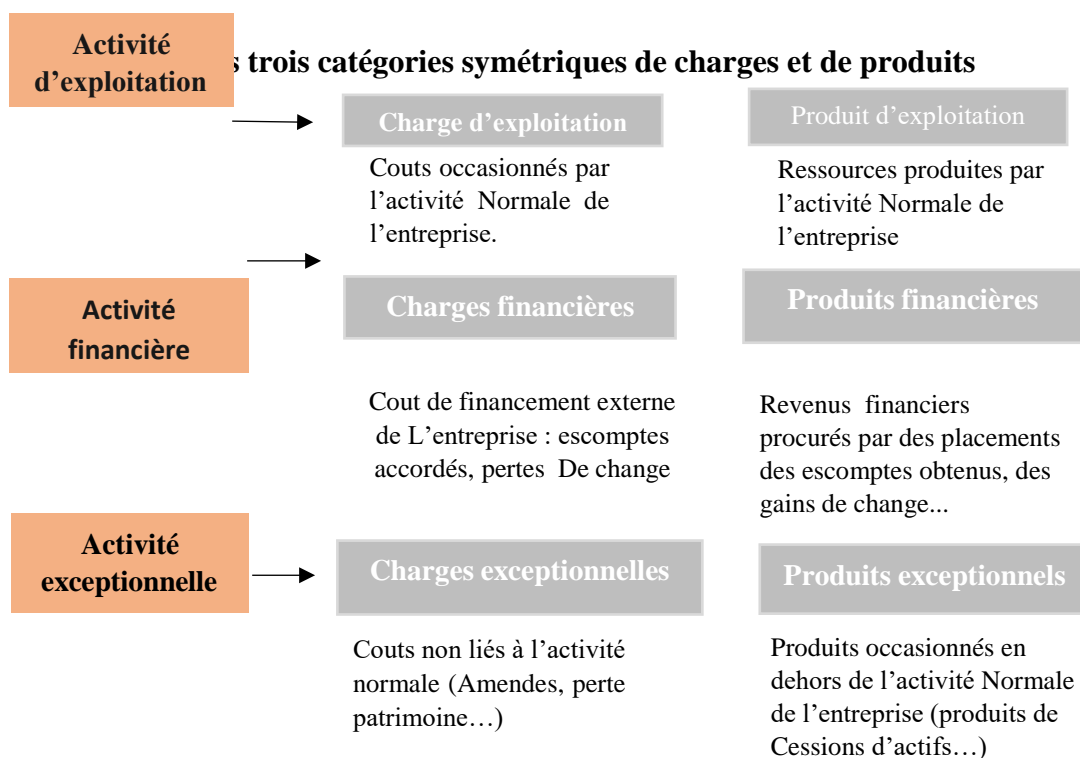 Activité
d’exploitation
s trois catégories symétriques de charges et de produits
Charge d’exploitation
Produit d’exploitation
Couts occasionnés par
l’activité Normale de
l’entreprise.
Ressources produites par
l’activité Normale de
l’entreprise
Activité
financière
Charges financières
Produits financières
Cout de financement externe
de L’entreprise : escomptes
accordés, pertes De change
Revenus financiers
procurés par des placements
des escomptes obtenus, des
gains de change...
Activité
exceptionnelle
Charges exceptionnelles
Produits exceptionnels
Couts non liés à l’activité
normale (Amendes, perte
patrimoine…)
Produits occasionnés en
dehors de l’activité Normale
de l’entreprise (produits de
Cessions d’actifs…)